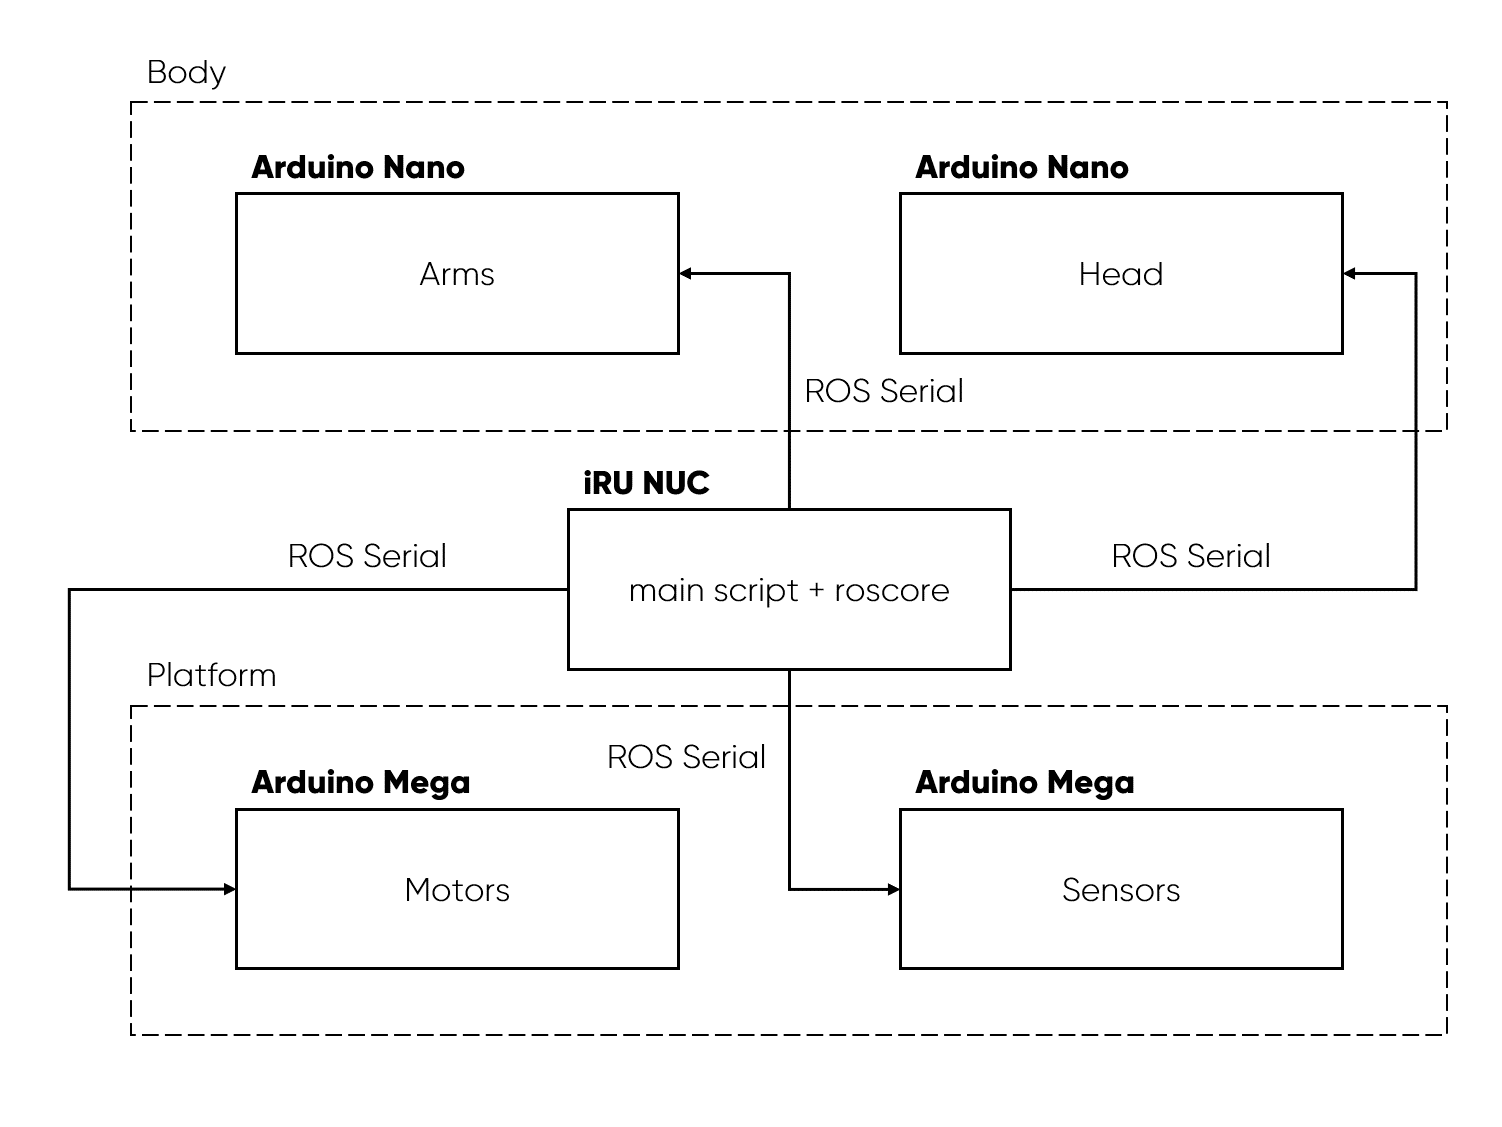 Body
Arduino Nano
Arduino Nano
Arms
Head
ROS Serial
iRU NUC
ROS Serial
ROS Serial
main script + roscore
Platform
ROS Serial
Arduino Mega
Arduino Mega
Motors
Sensors